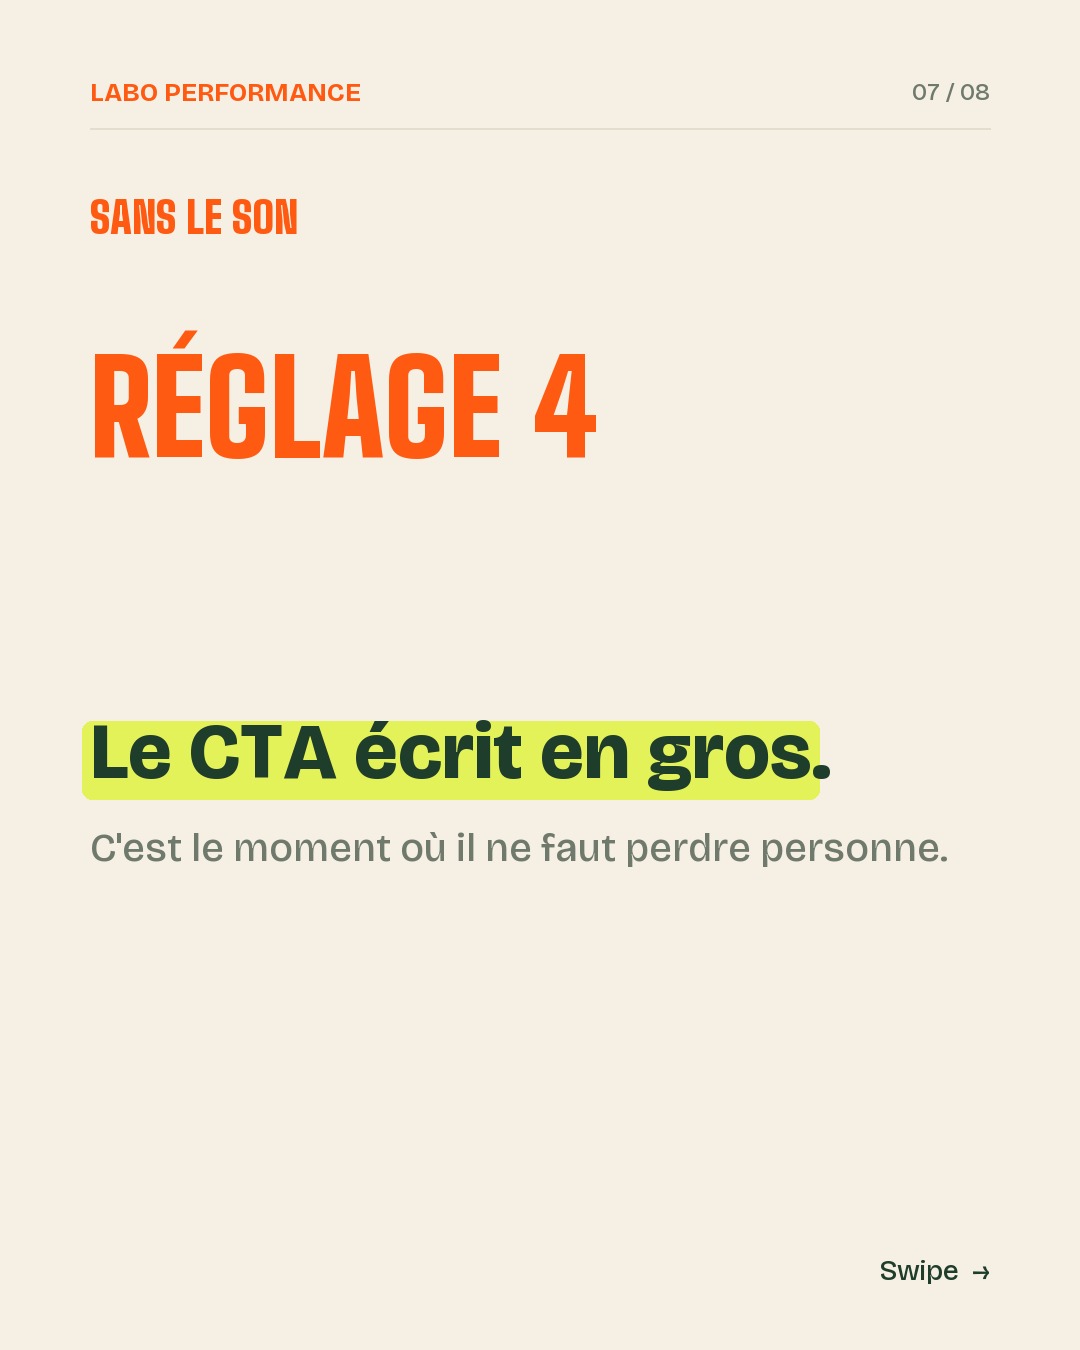 LABO PERFORMANCE
07 / 08
SANS LE SON
RÉGLAGE 4
Le CTA écrit en gros.
C'est le moment où il ne faut perdre personne.
Swipe →